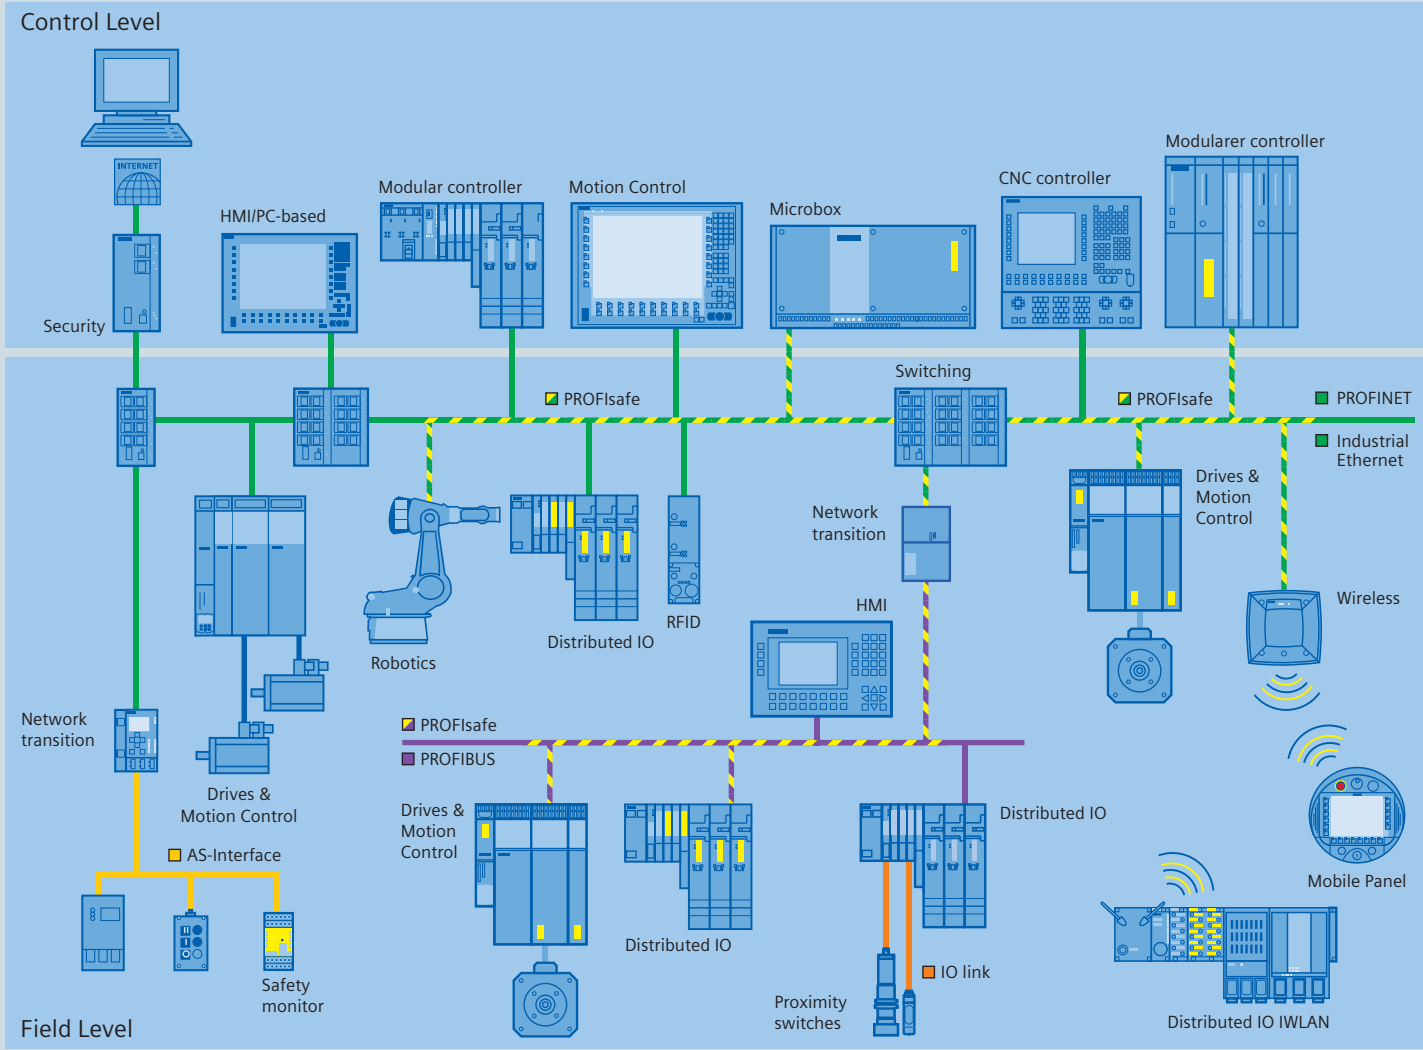 Control Level
INTERNET
Security
HMI/PC-based
Modular controller
Motion Control
Microbox
CNC controller
Modularer controller
Switching
PROFIsafe
PROFIsafe
PROFINET
Industrial
Ethernet
Drives &
Motion
Control
Network
transition
Wireless
HMI
RFID
Distributed IO
Robotics
Network
transition
PROFIsafe
PROFIBUS
Drives &
Motion Control
Drives &
Motion
Control
Distributed IO
AS-Interface
Mobile Panel
Distributed IO
IO link
Safety
monitor
Proximity
switches
Distributed IO IWLAN
Field Level